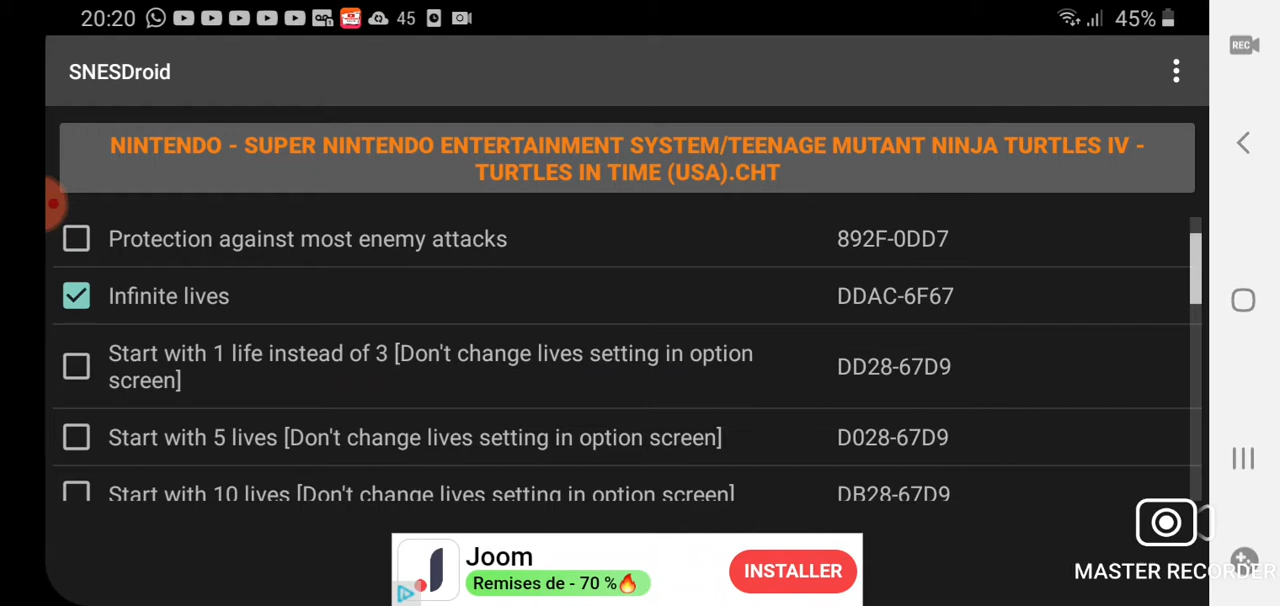 20:20 45 45%
REC
SNESDroid
NINTENDO - SUPER NINTENDO ENTERTAINMENT SYSTEM/TEENAGE MUTANT NINJA TURTLES IV -
TURTLES IN TIME (USA).CHT
Protection against most enemy attacks 892F-0DD7
Infinite lives DDAC-6F67
Start with 1 life instead of 3 [Don't change lives setting in option
screen] DD28-67D9
Start with 5 lives [Don't change lives setting in option screen] D028-67D9
Start with 10 lives [Don't change lives setting in option screen] DB28-67D9
Joom
Remises de - 70 %🔥
INSTALLER
MASTER RECORDER